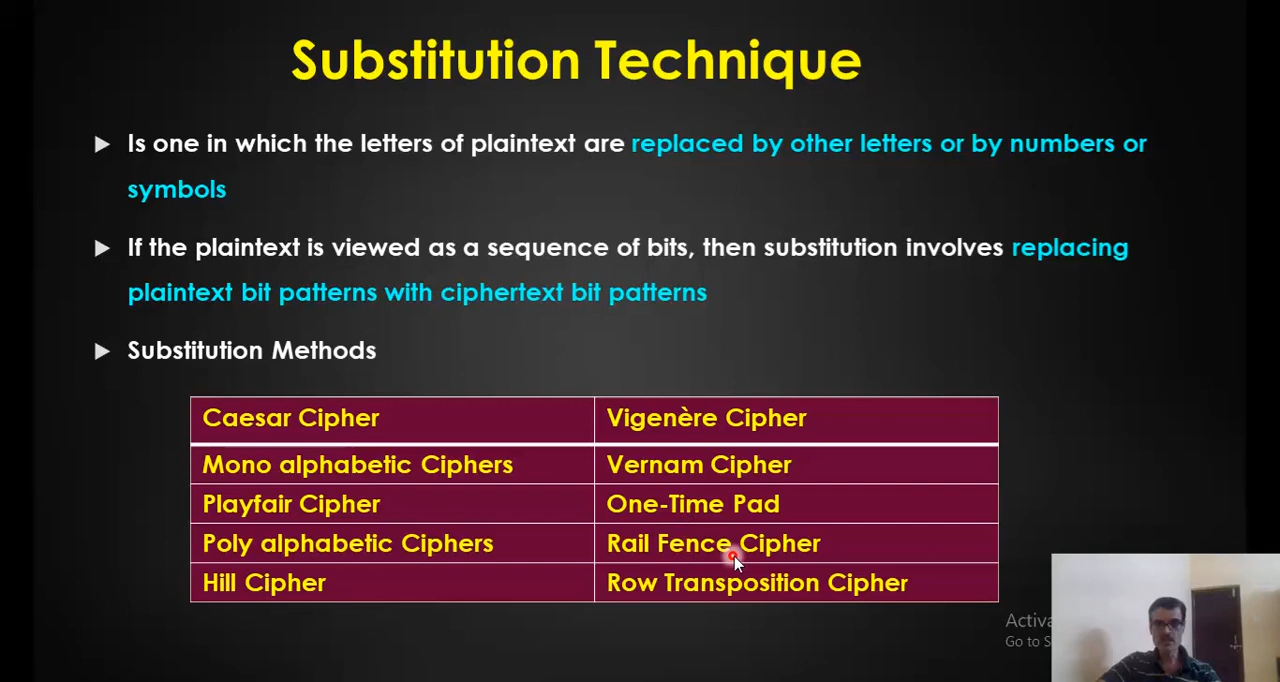 Substitution Technique
Is one in which the letters of plaintext are replaced by other letters or by numbers or
symbols
If the plaintext is viewed as a sequence of bits, then substitution involves replacing
plaintext bit patterns with ciphertext bit patterns
Substitution Methods
Caesar Cipher Vigenère Cipher
Mono alphabetic Ciphers Vernam Cipher
Playfair Cipher One-Time Pad
Poly alphabetic Ciphers Rail Fence Cipher
Hill Cipher Row Transposition Cipher
Activa
Go to S